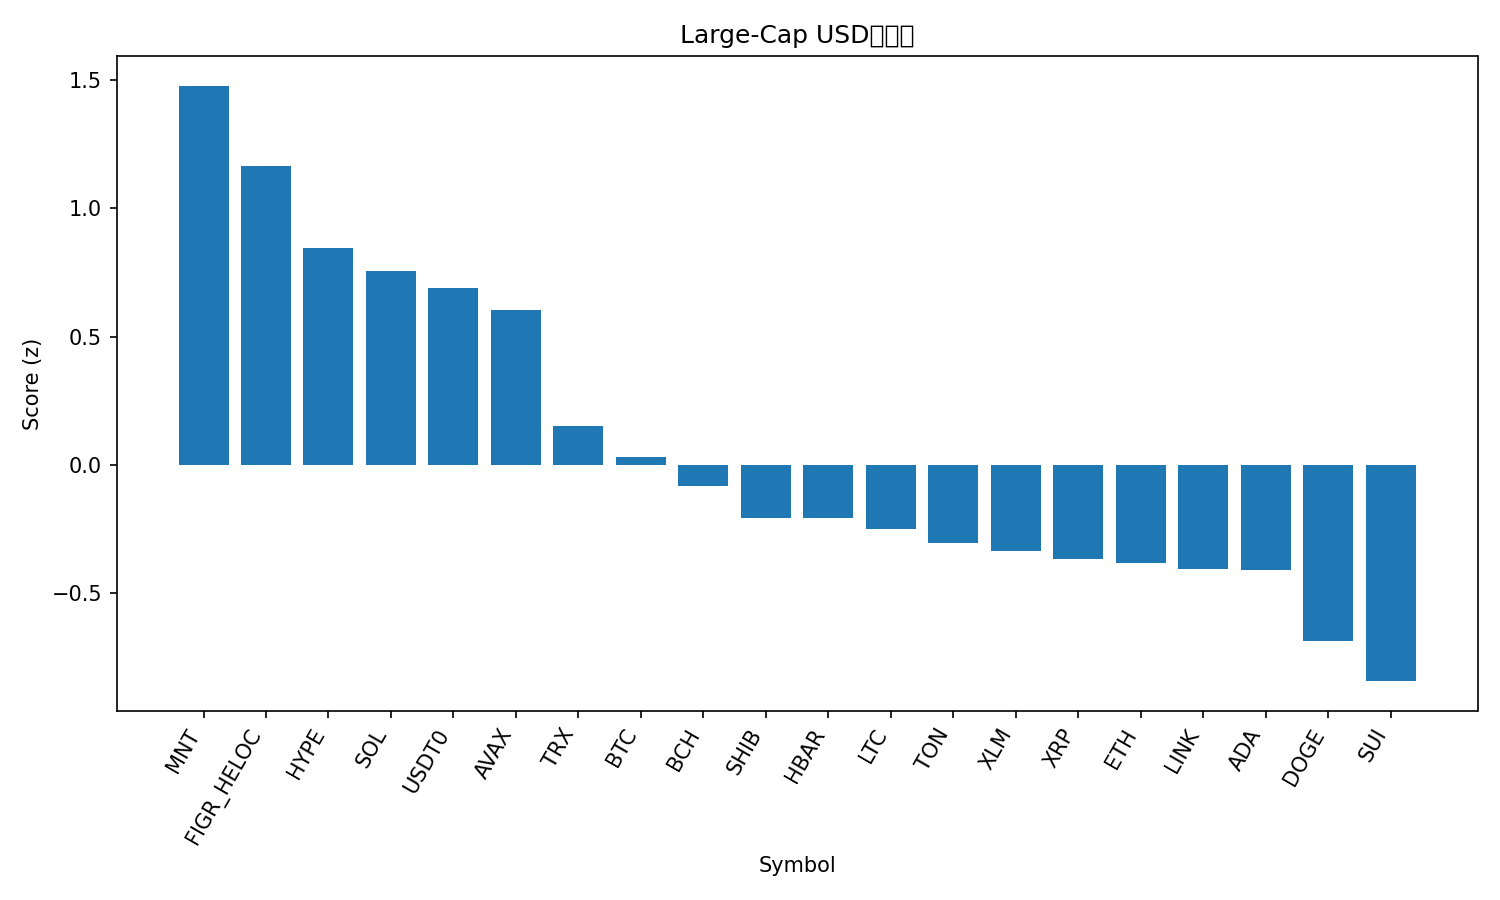 Large-Cap USD
Score (z)
1.5
1.0
0.5
0.0
−0.5
MNT
FIGR_HELOC
HYPE
SOL
USDT0
AVAX
TRX
BTC
BCH
SHIB
HBAR
LTC
TON
XLM
XRP
ETH
LINK
ADA
DOGE
SUI
Symbol